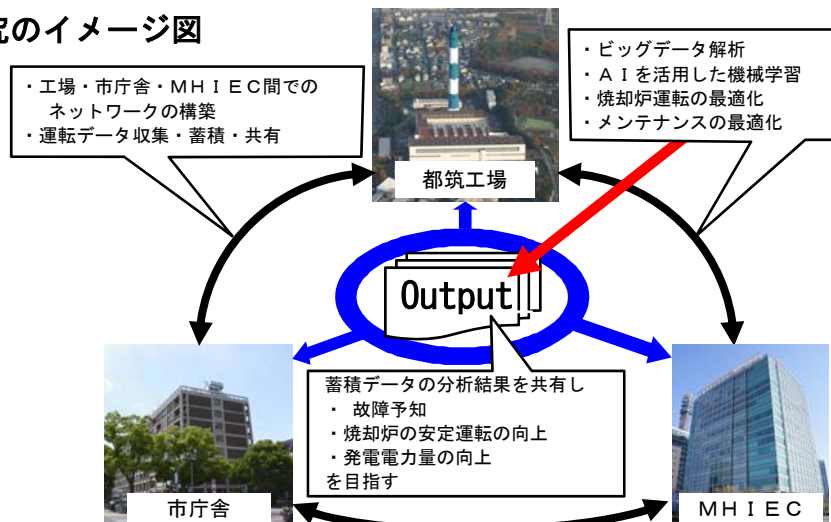 究のイメージ図
・工場・市庁舎・ＭＨＩＥＣ間での
ネットワークの構築
・運転データ収集・蓄積・共有
・ビッグデータ解析
・ＡＩを活用した機械学習
・焼却炉運転の最適化
・メンテナンスの最適化
都筑工場
Output
蓄積データの分析結果を共有し
・ 故障予知
・焼却炉の安定運転の向上
・発電電力量の向上
を目指す
市庁舎
ＭＨＩＥＣ